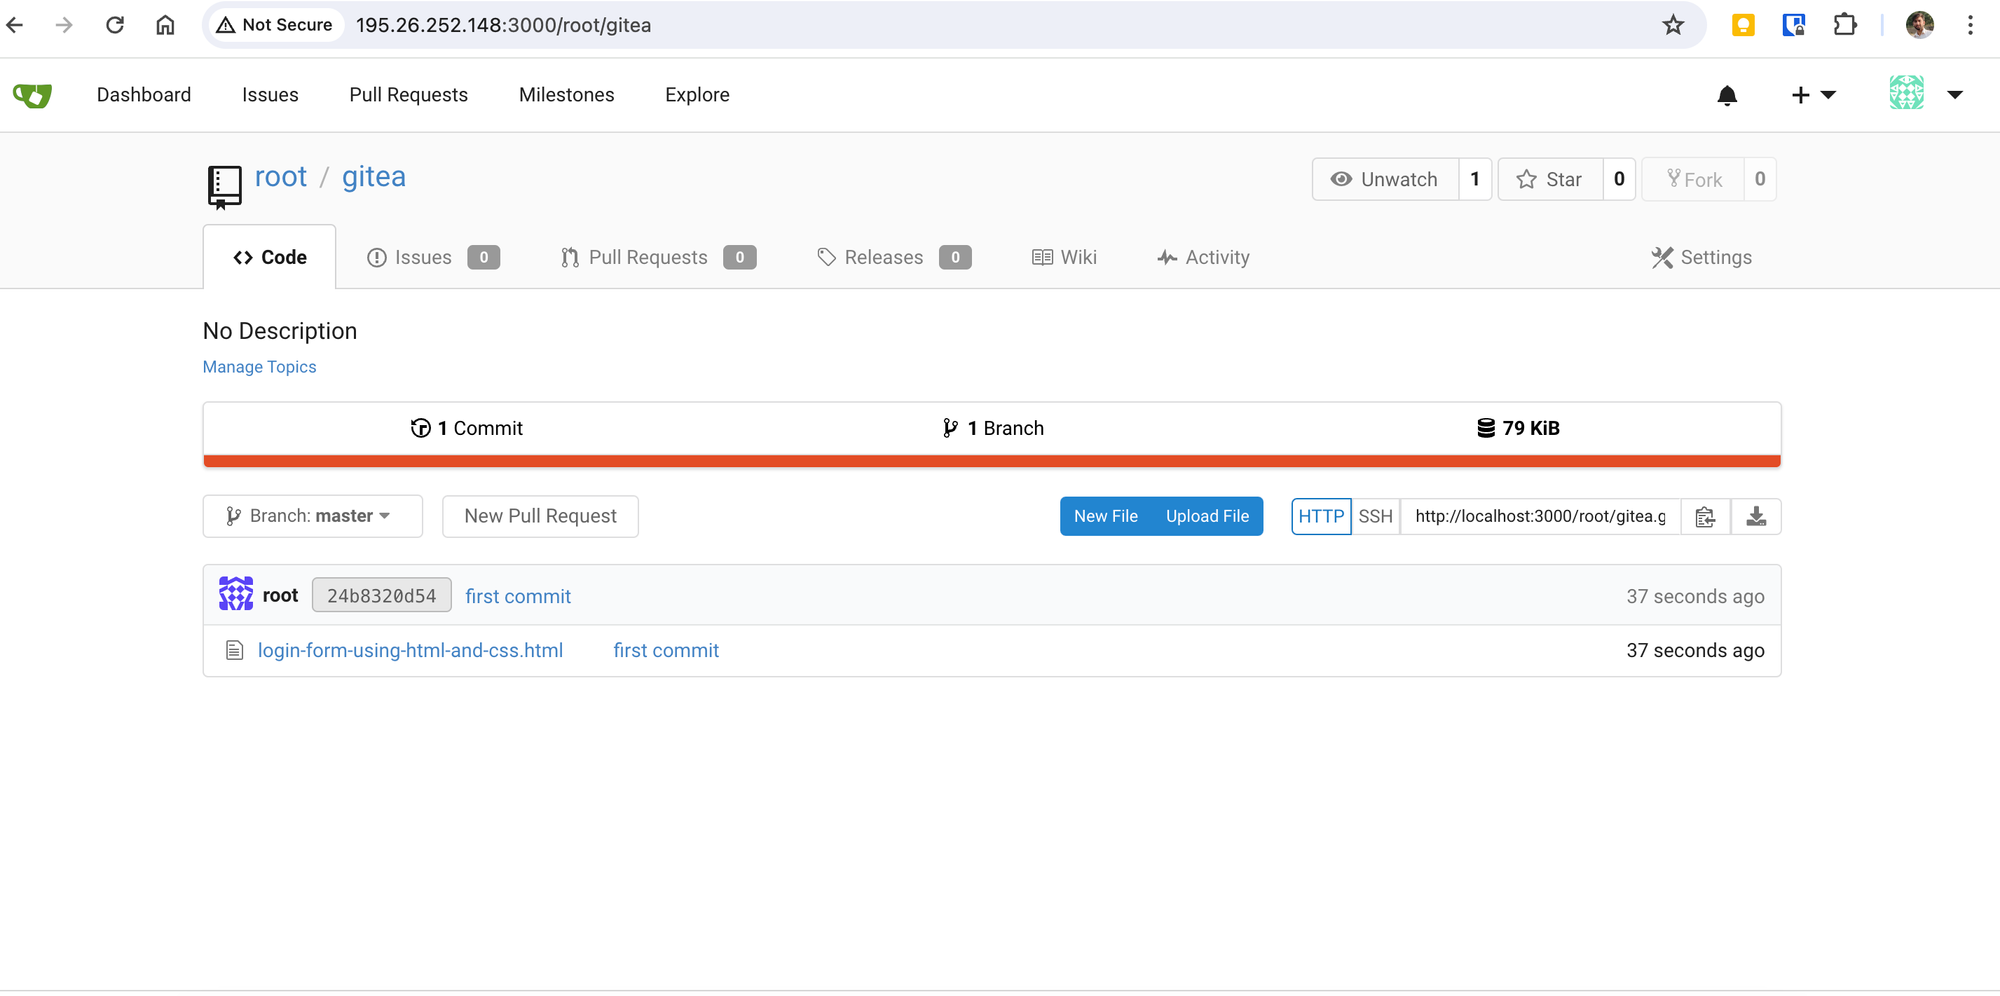 Not Secure 195.26.252.148:3000/root/gitea
Dashboard Issues Pull Requests Milestones Explore
root / gitea
Unwatch 1 Star 0 Fork 0
Code Issues 0 Pull Requests 0 Releases 0 Wiki Activity Settings
No Description
Manage Topics
1 Commit 1 Branch 79 KiB
Branch: master New Pull Request New File Upload File HTTP SSH http://localhost:3000/root/gitea.g
root 24b8320d54 first commit 37 seconds ago
login-form-using-html-and-css.html first commit 37 seconds ago